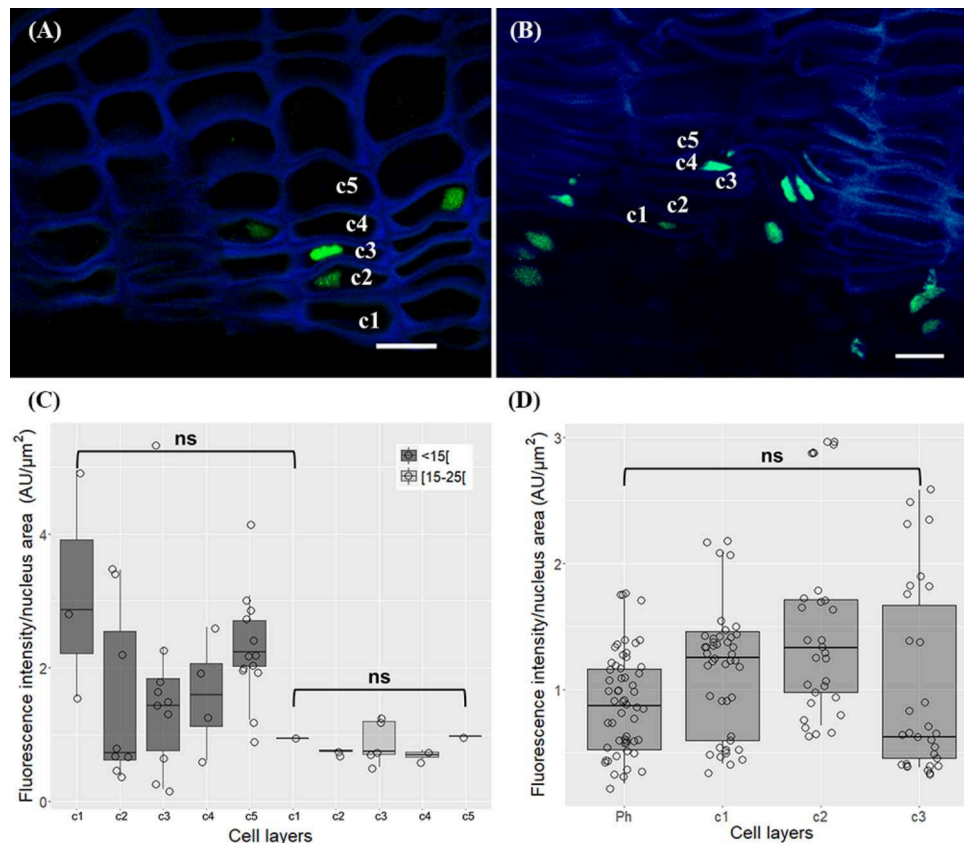 (A)
c5
c4
c3
c2
c1
(B)
c5
c4
c3
c2
c1
(C)
Fluorescence intensity/nucleus area (AU/μm²)
4
2
0
ns
ns
<15[
[15-25[
c1 c2 c3 c4 c5 c1 c2 c3 c4 c5
Cell layers
(D)
Fluorescence intensity/nucleus area (AU/μm²)
3
2
1
ns
Ph c1 c2 c3
Cell layers